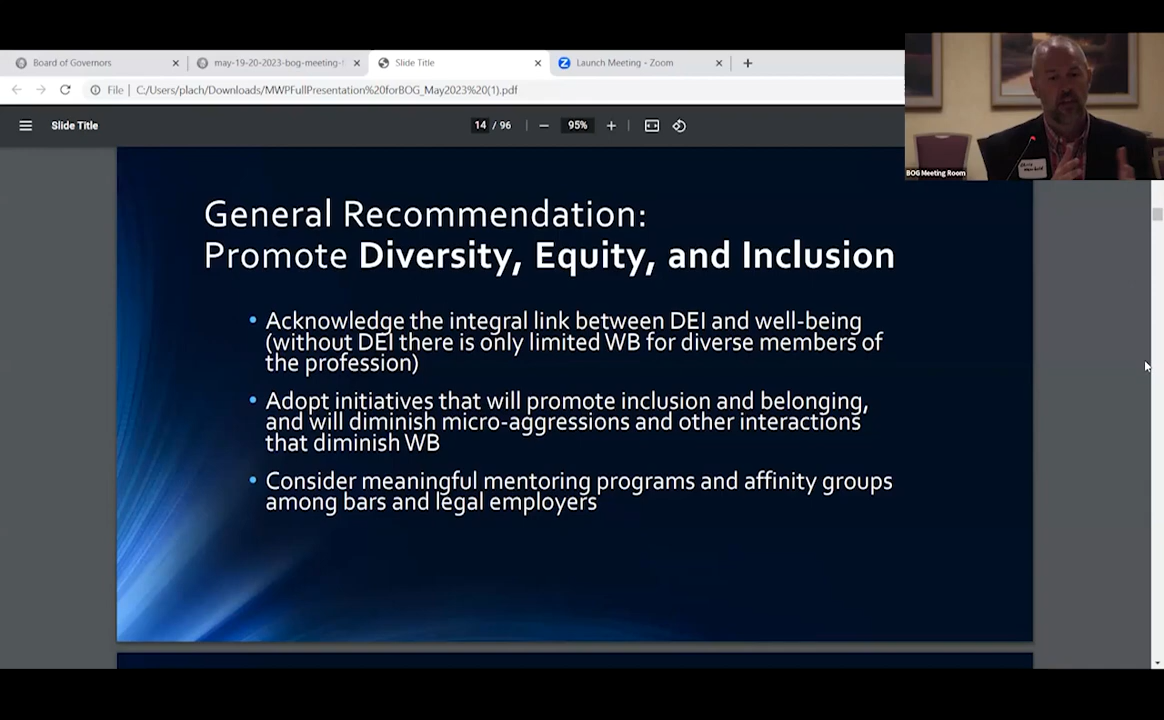 Board of Governors
may-19-20-2023-bog-meeting-
Slide Title
Launch Meeting - Zoom
File
C:/Users/plach/Downloads/MWPFullPresentation%20forBOG_May2023%20(1).pdf
Slide Title
14 / 96
95%
BOG Meeting Room
General Recommendation:
Promote Diversity, Equity, and Inclusion
• Acknowledge the integral link between DEI and well-being
(without DEI there is only limited WB for diverse members of
the profession)
• Adopt initiatives that will promote inclusion and belonging,
and will diminish micro-aggressions and other interactions
that diminish WB
• Consider meaningful mentoring programs and affinity groups
among bars and legal employers